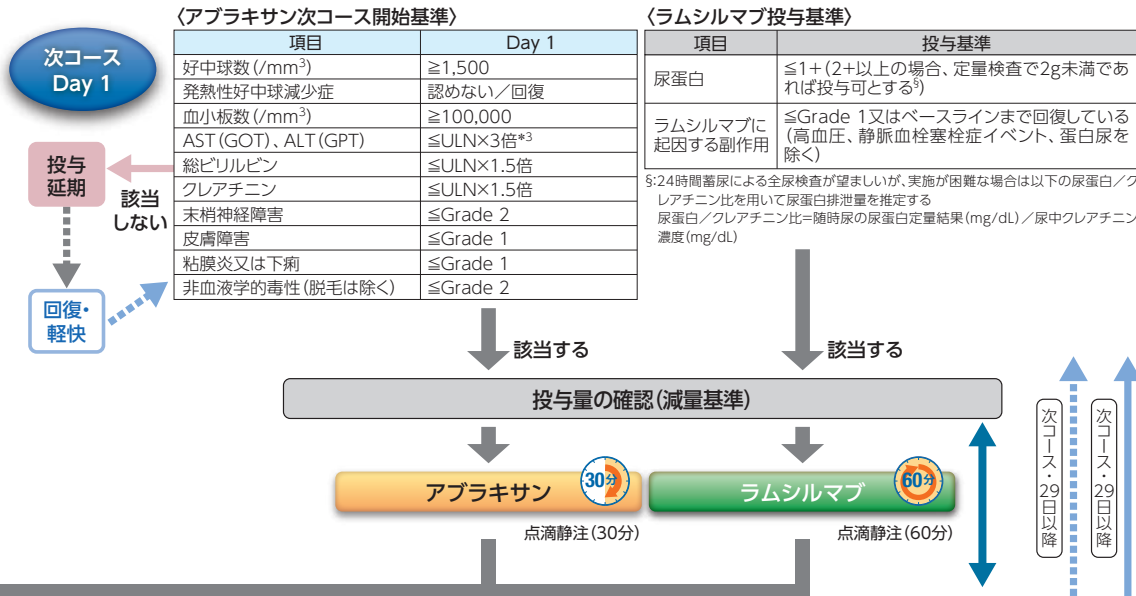 〈アブラキサン次コース開始基準〉
項目 Day 1
好中球数(/mm³) ≧1,500
発熱性好中球減少症 認めない/回復
血小板数(/mm³) ≧100,000
AST(GOT)、ALT(GPT) ≦ULN×3倍*3
総ビリルビン ≦ULN×1.5倍
クレアチニン ≦ULN×1.5倍
末梢神経障害 ≦Grade 2
皮膚障害 ≦Grade 1
粘膜炎又は下痢 ≦Grade 1
非血液学的毒性(脱毛は除く) ≦Grade 2
〈ラムシルマブ投与基準〉
項目 投与基準
尿蛋白 ≦1+(2+以上の場合、定量検査で2g未満であ
れば投与可とする§)
ラムシルマブに
起因する副作用
≦Grade 1又はベースラインまで回復している
(高血圧、静脈血栓塞栓症イベント、蛋白尿を
除く)
§:24時間蓄尿による全尿検査が望ましいが、実施が困難な場合は以下の尿蛋白/ク
レアチニン比を用いて尿蛋白排泄量を推定する
尿蛋白/クレアチニン比=随時尿の尿蛋白定量結果(mg/dL)/尿中クレアチニン
濃度(mg/dL)
次コース
Day 1
投与
延期
該当
しない
回復・
軽快
該当する
該当する
投与量の確認(減量基準)
アブラキサン
30分
ラムシルマブ
60分
点滴静注(30分)
点滴静注(60分)
次コース・29日以降
次コース・29日以降